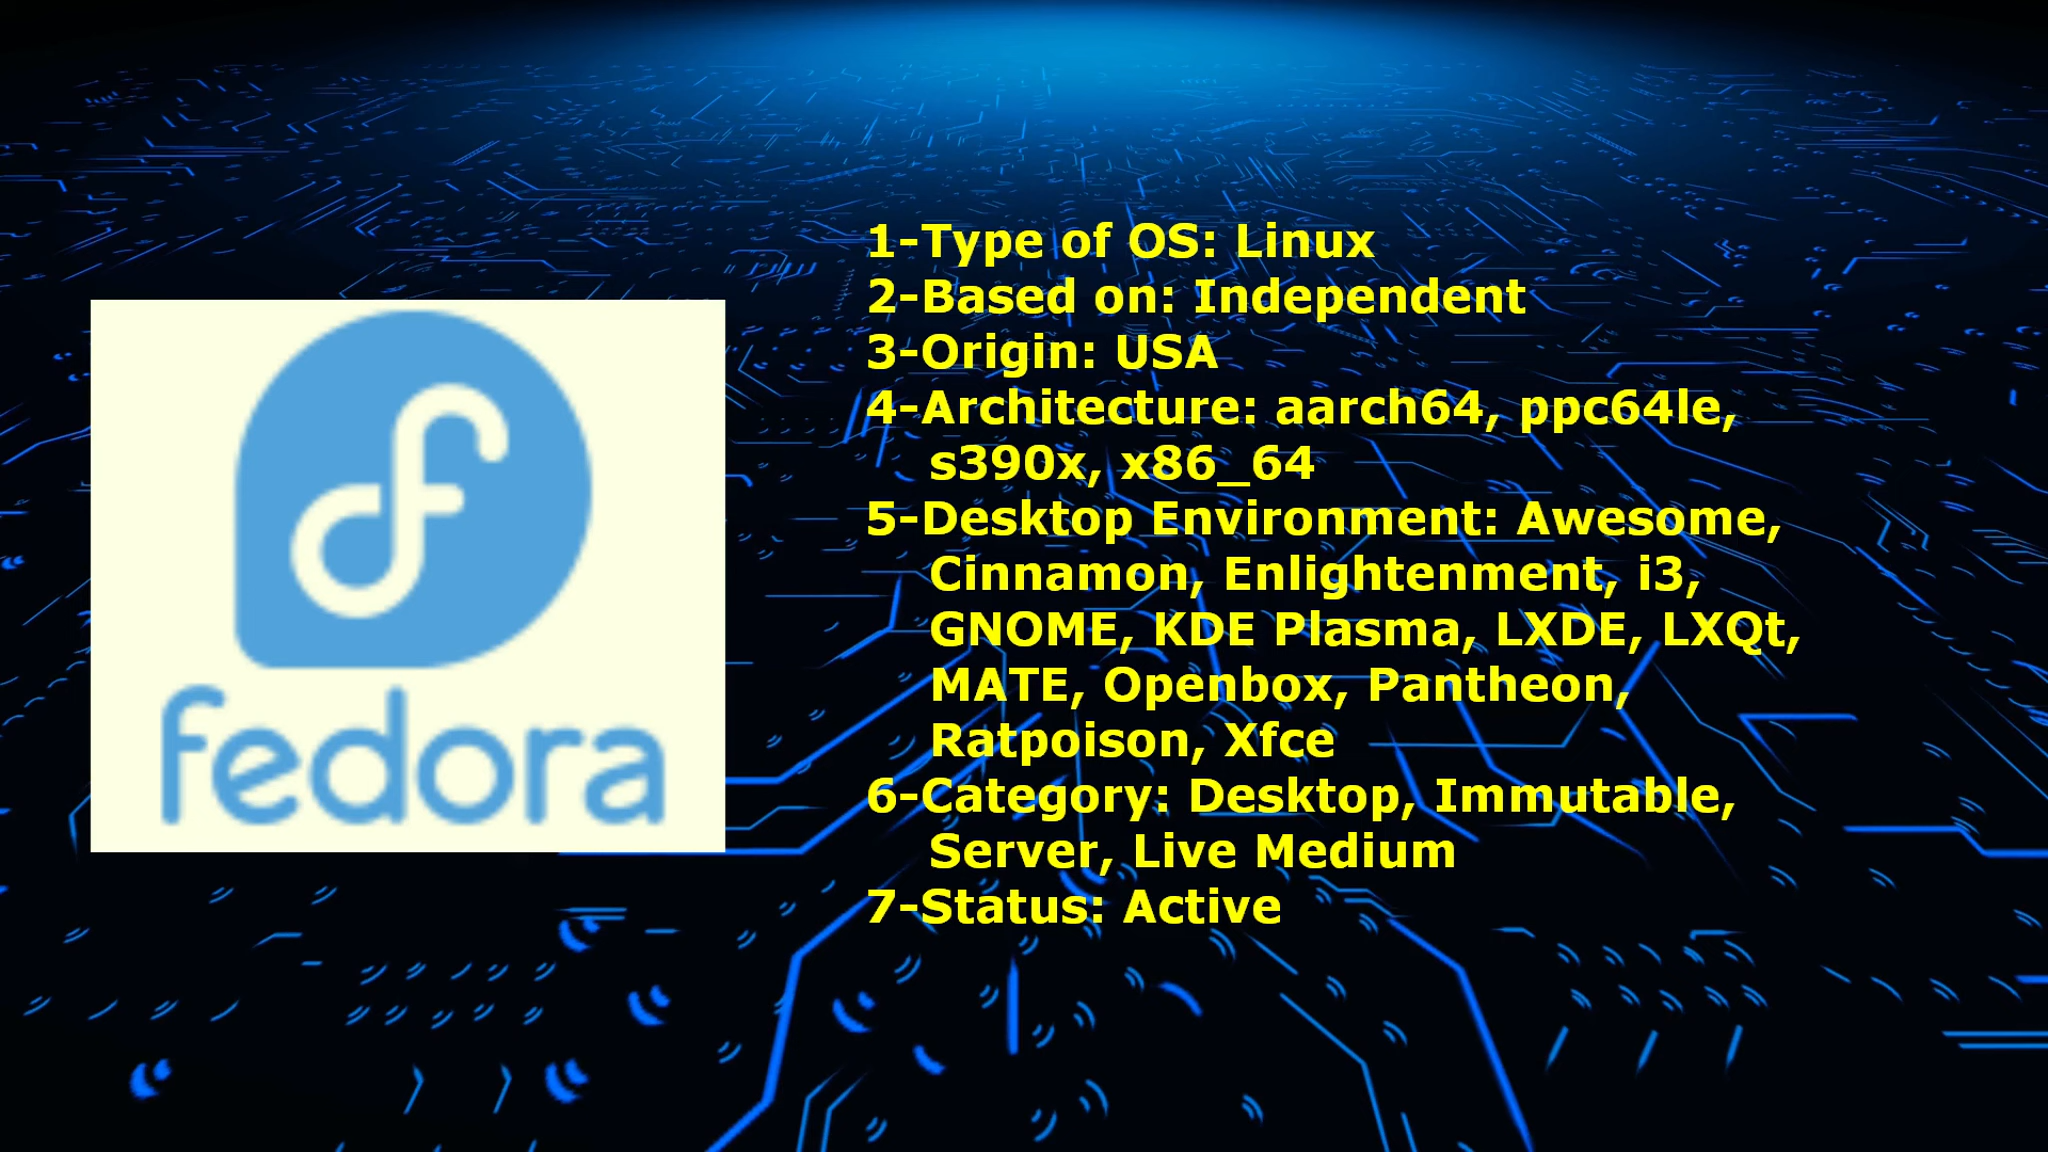 fedora
1-Type of OS: Linux
2-Based on: Independent
3-Origin: USA
4-Architecture: aarch64, ppc64le,
s390x, x86_64
5-Desktop Environment: Awesome,
Cinnamon, Enlightenment, i3,
GNOME, KDE Plasma, LXDE, LXQt,
MATE, Openbox, Pantheon,
Ratpoison, Xfce
6-Category: Desktop, Immutable,
Server, Live Medium
7-Status: Active